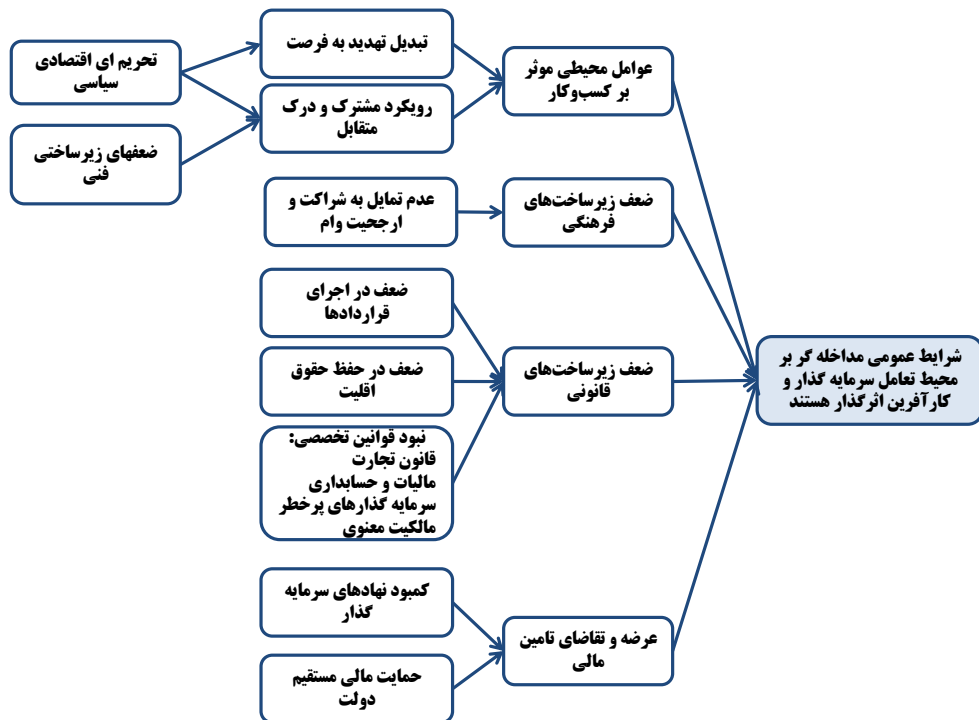 تحریم ای اقتصادی
سیاسی
ضعفهای زیرساختی
فنی
تبدیل تهدید به فرصت
رویکرد مشترک و درک
متقابل
عدم تمایل به شراکت و
ارجحیت وام
ضعف در اجرای
قراردادها
ضعف در حفظ حقوق
اقلیت
نبود قوانین تخصصی:
قانون تجارت
مالیات و حسابداری
سرمایه گذارهای پرخطر
مالکیت معنوی
کمبود نهادهای سرمایه
گذار
حمایت مالی مستقیم
دولت
عوامل محیطی موثر
بر کسب‌وکار
ضعف زیرساخت‌های
فرهنگی
ضعف زیرساخت‌های
قانونی
عرضه و تقاضای تامین
مالی
شرایط عمومی مداخله گر بر
محیط تعامل سرمایه گذار و
کارآفرین اثرگذار هستند